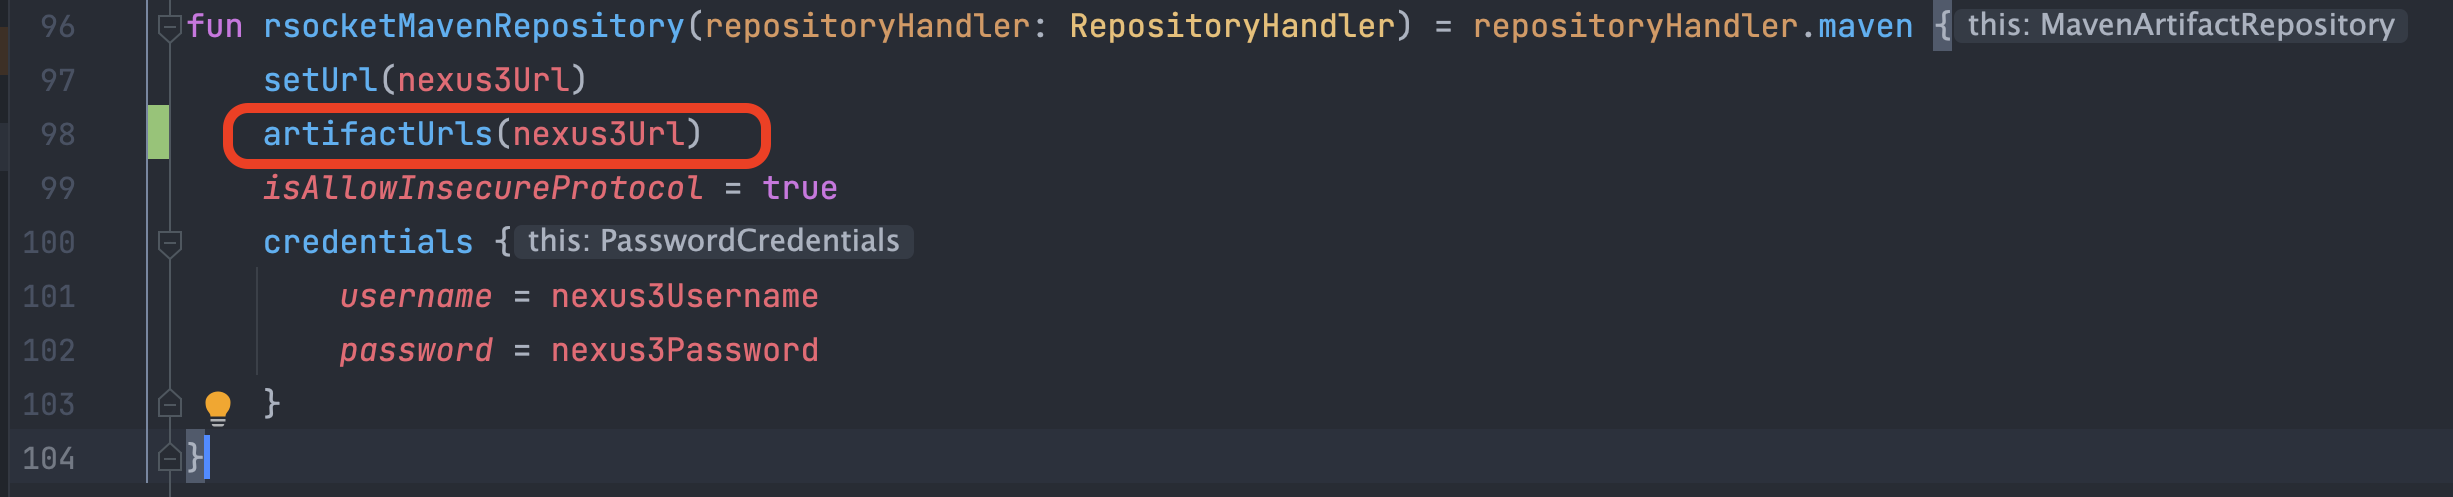 96 fun rsocketMavenRepository(repositoryHandler: RepositoryHandler) = repositoryHandler.maven { this: MavenArtifactRepository
97 setUrl(nexus3Url)
98 artifactUrls(nexus3Url)
99 isAllowInsecureProtocol = true
100 credentials { this: PasswordCredentials
101 username = nexus3Username
102 password = nexus3Password
103 }
104 }